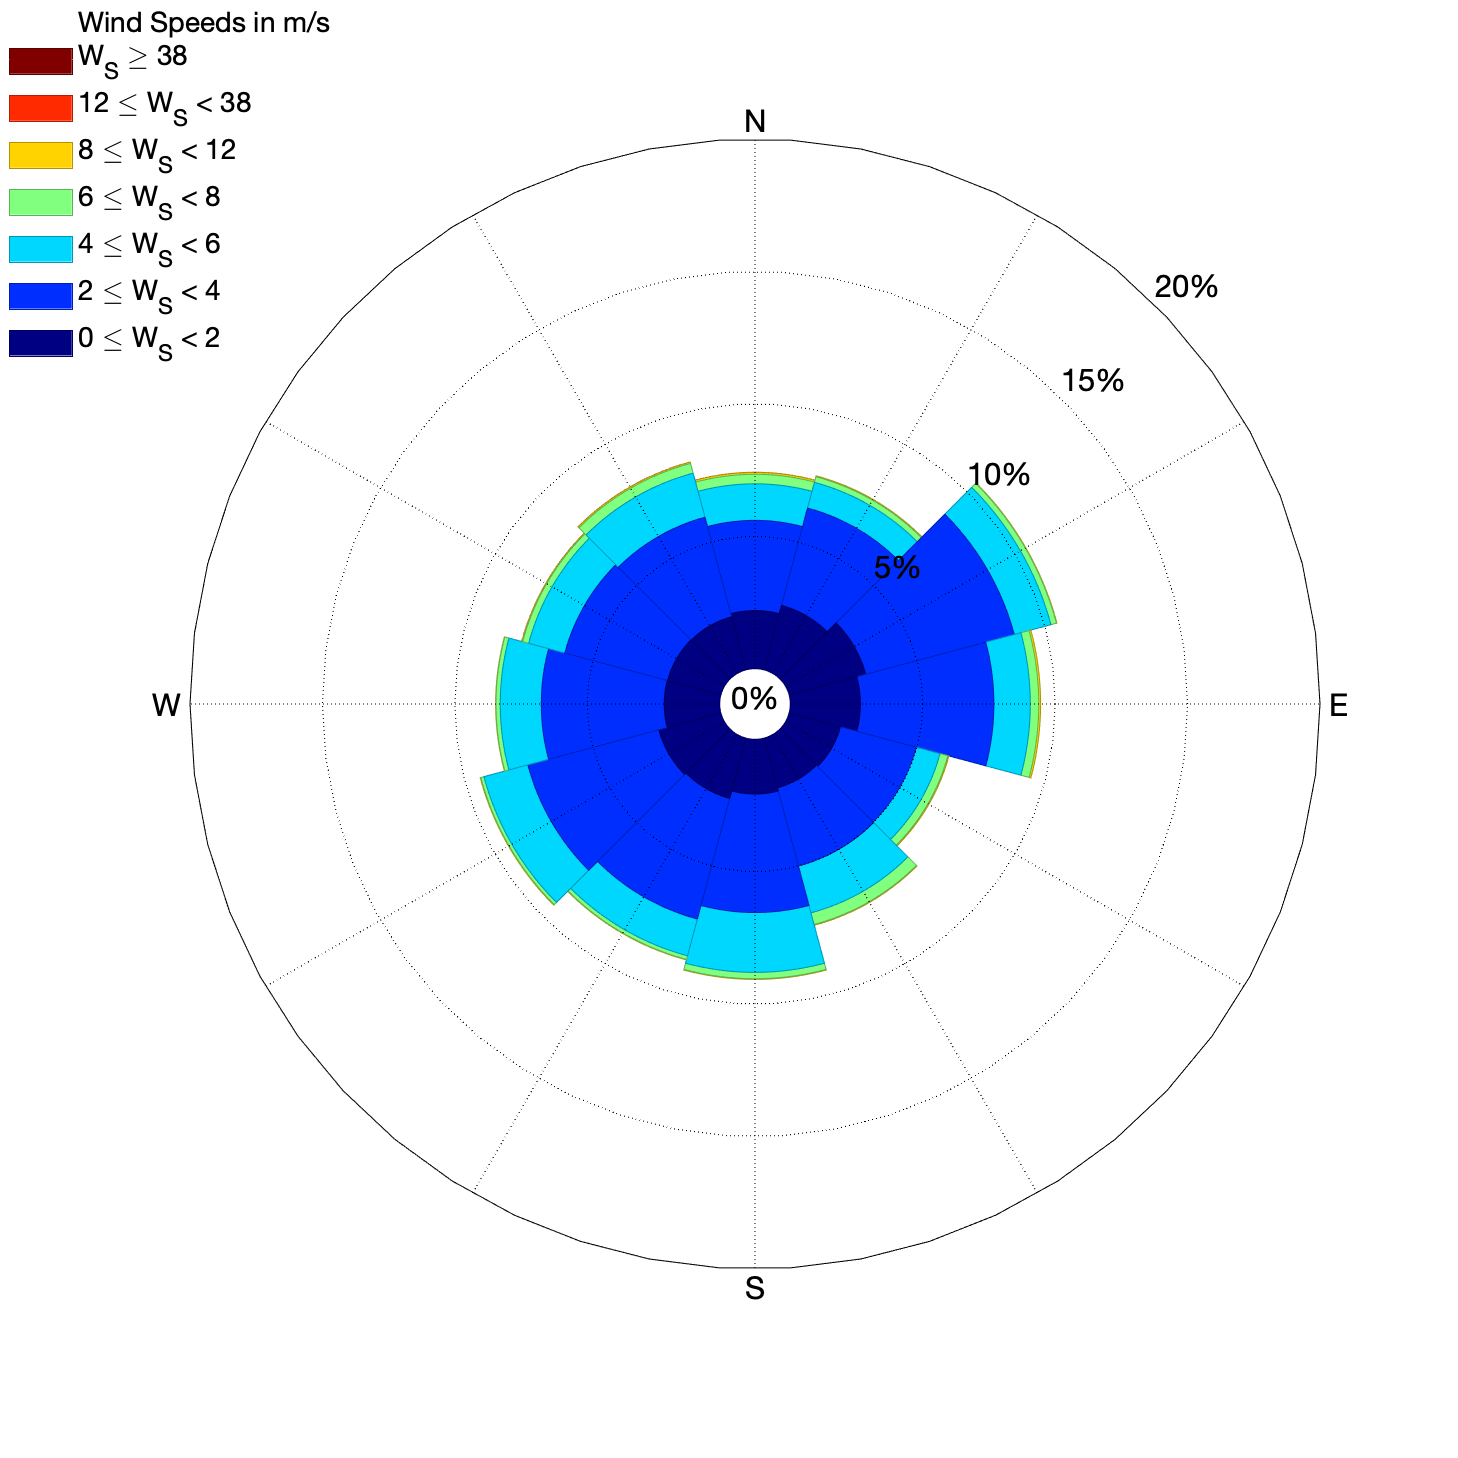 Wind Speeds in m/s
W_S ≥ 38
12 ≤ W_S < 38
8 ≤ W_S < 12
6 ≤ W_S < 8
4 ≤ W_S < 6
2 ≤ W_S < 4
0 ≤ W_S < 2
N
20%
15%
10%
5%
0%
W
E
S